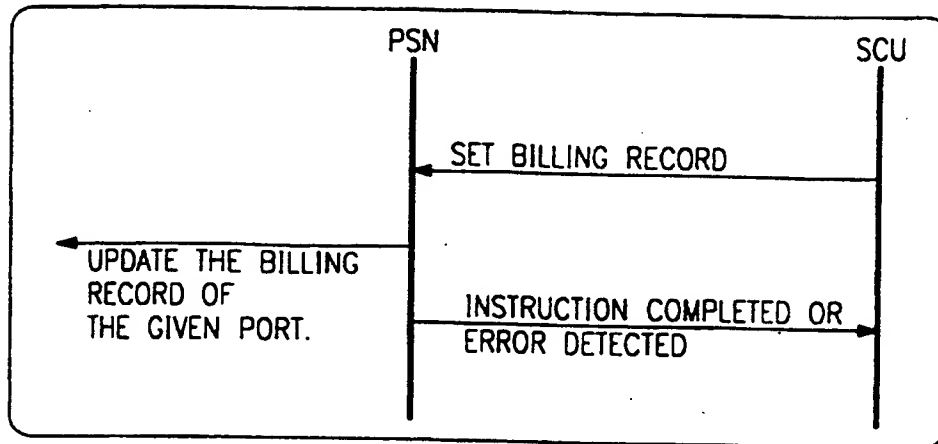 PSN
SCU
SET BILLING RECORD
UPDATE THE BILLING
RECORD OF
THE GIVEN PORT.
INSTRUCTION COMPLETED OR
ERROR DETECTED